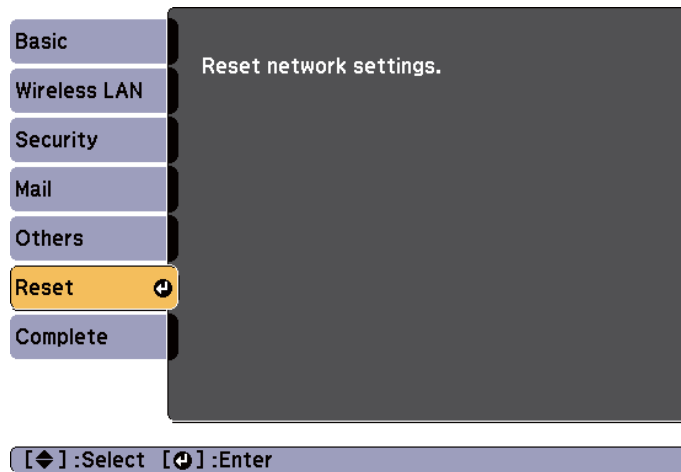 Basic
Reset network settings.
Wireless LAN
Security
Mail
Others
Reset
Complete
[◆] :Select [⏎] :Enter